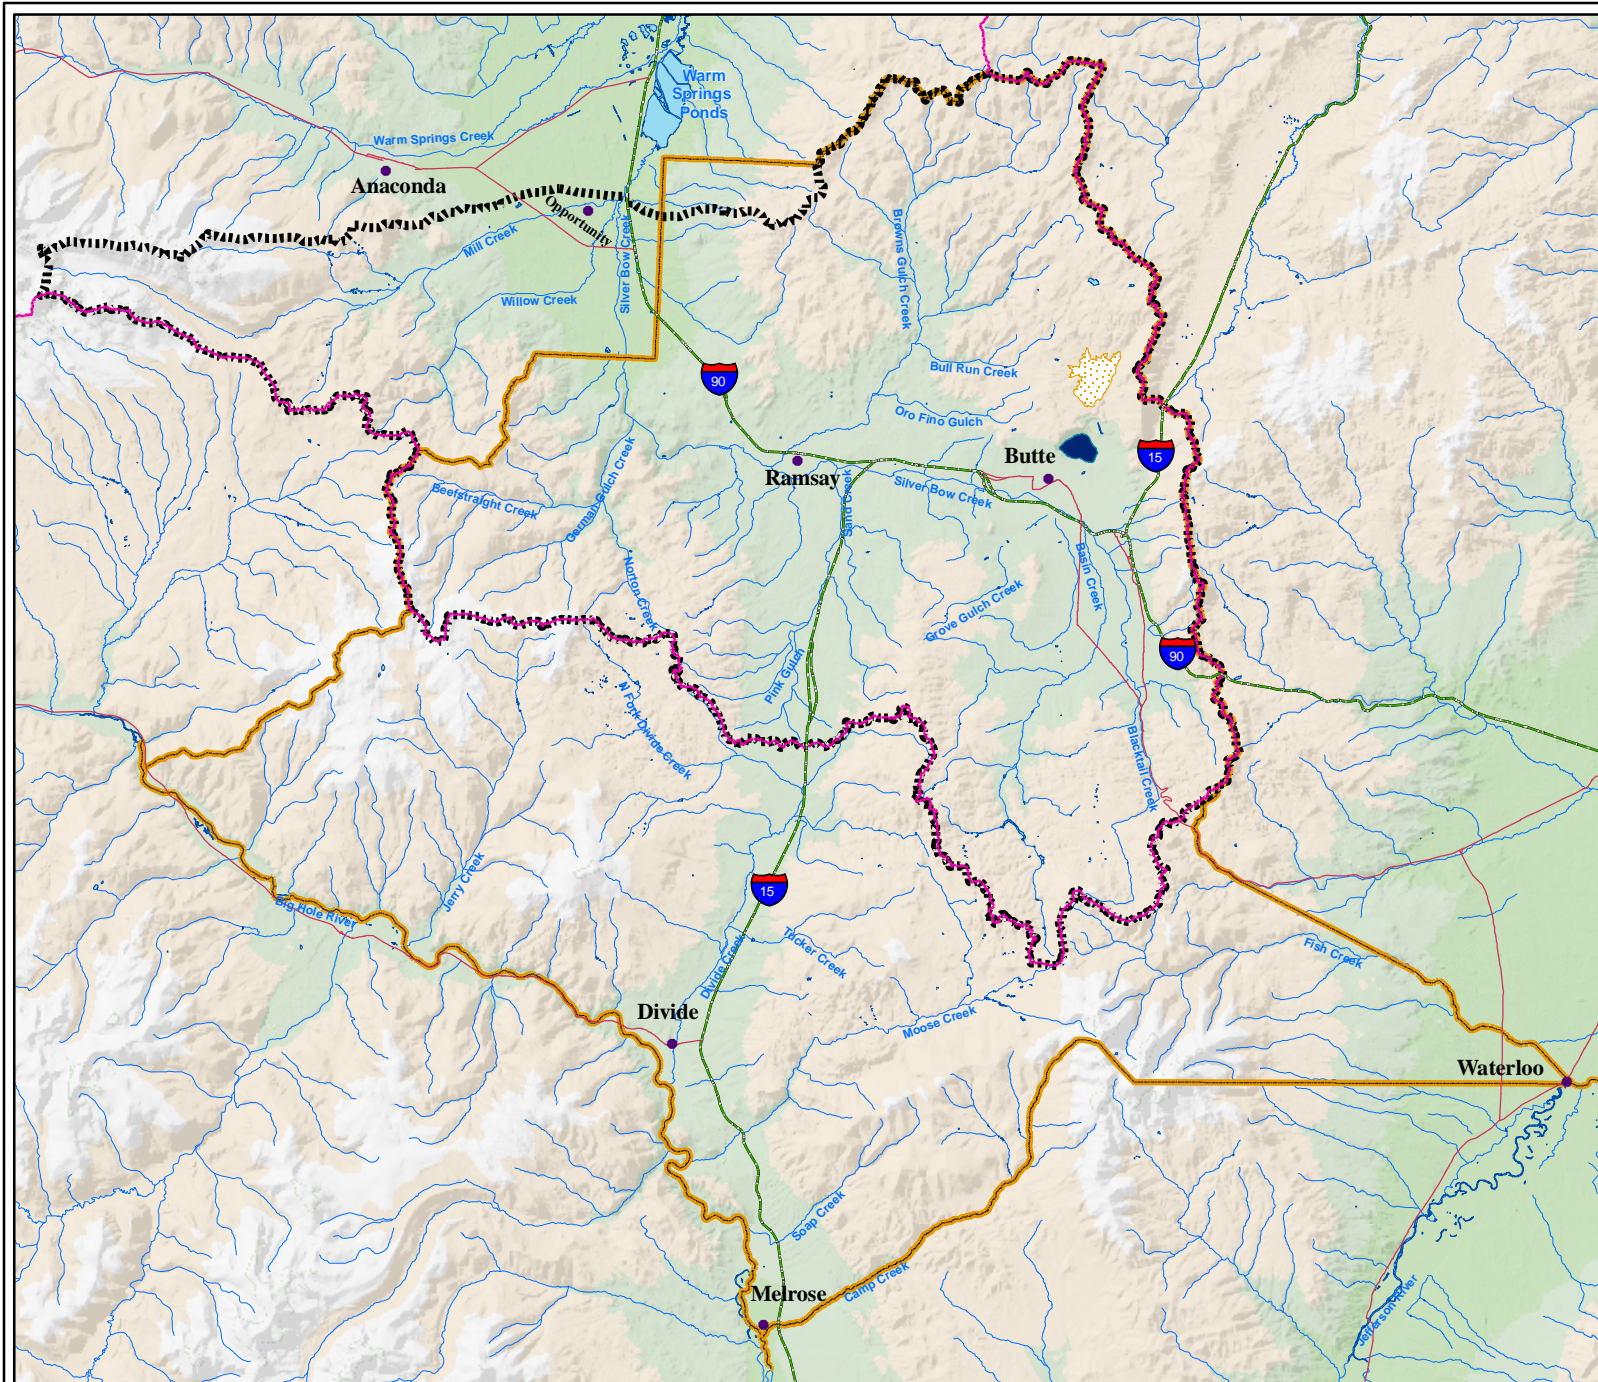 Warm
Springs
Ponds
Warm Springs Creek
Anaconda
Opportunity
Mill Creek
Silver Bow Creek
Willow Creek
Browns Gulch Creek
90
Bull Run Creek
Oro Fino Gulch
Butte
15
Ramsay
Silver Bow Creek
Sand Creek
German Gulch Creek
Beefstraight Creek
Norton Creek
Basin Creek
Grove Gulch Creek
90
Pink Gulch
N Fork Divide Creek
Blacktail Creek
Jerry Creek
15
Big Hole River
Tucker Creek
Divide Creek
Fish Creek
Divide
Moose Creek
Waterloo
Soap Creek
Camp Creek
Melrose
Jefferson River